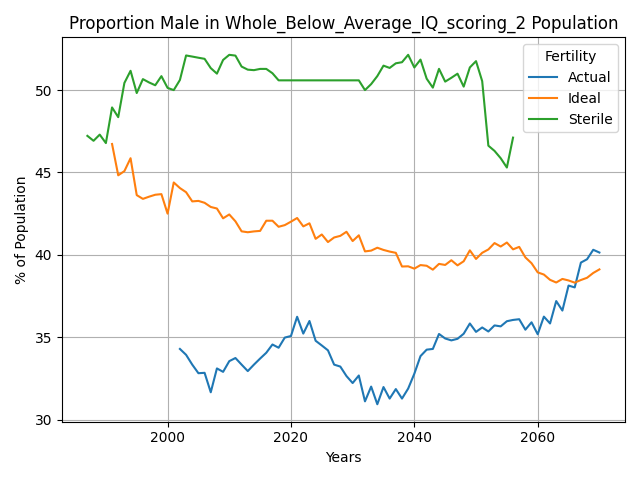 Proportion Male in Whole_Below_Average_IQ_scoring_2 Population
Fertility
Actual
Ideal
Sterile
% of Population
50
45
40
35
30
2000
2020
2040
2060
Years